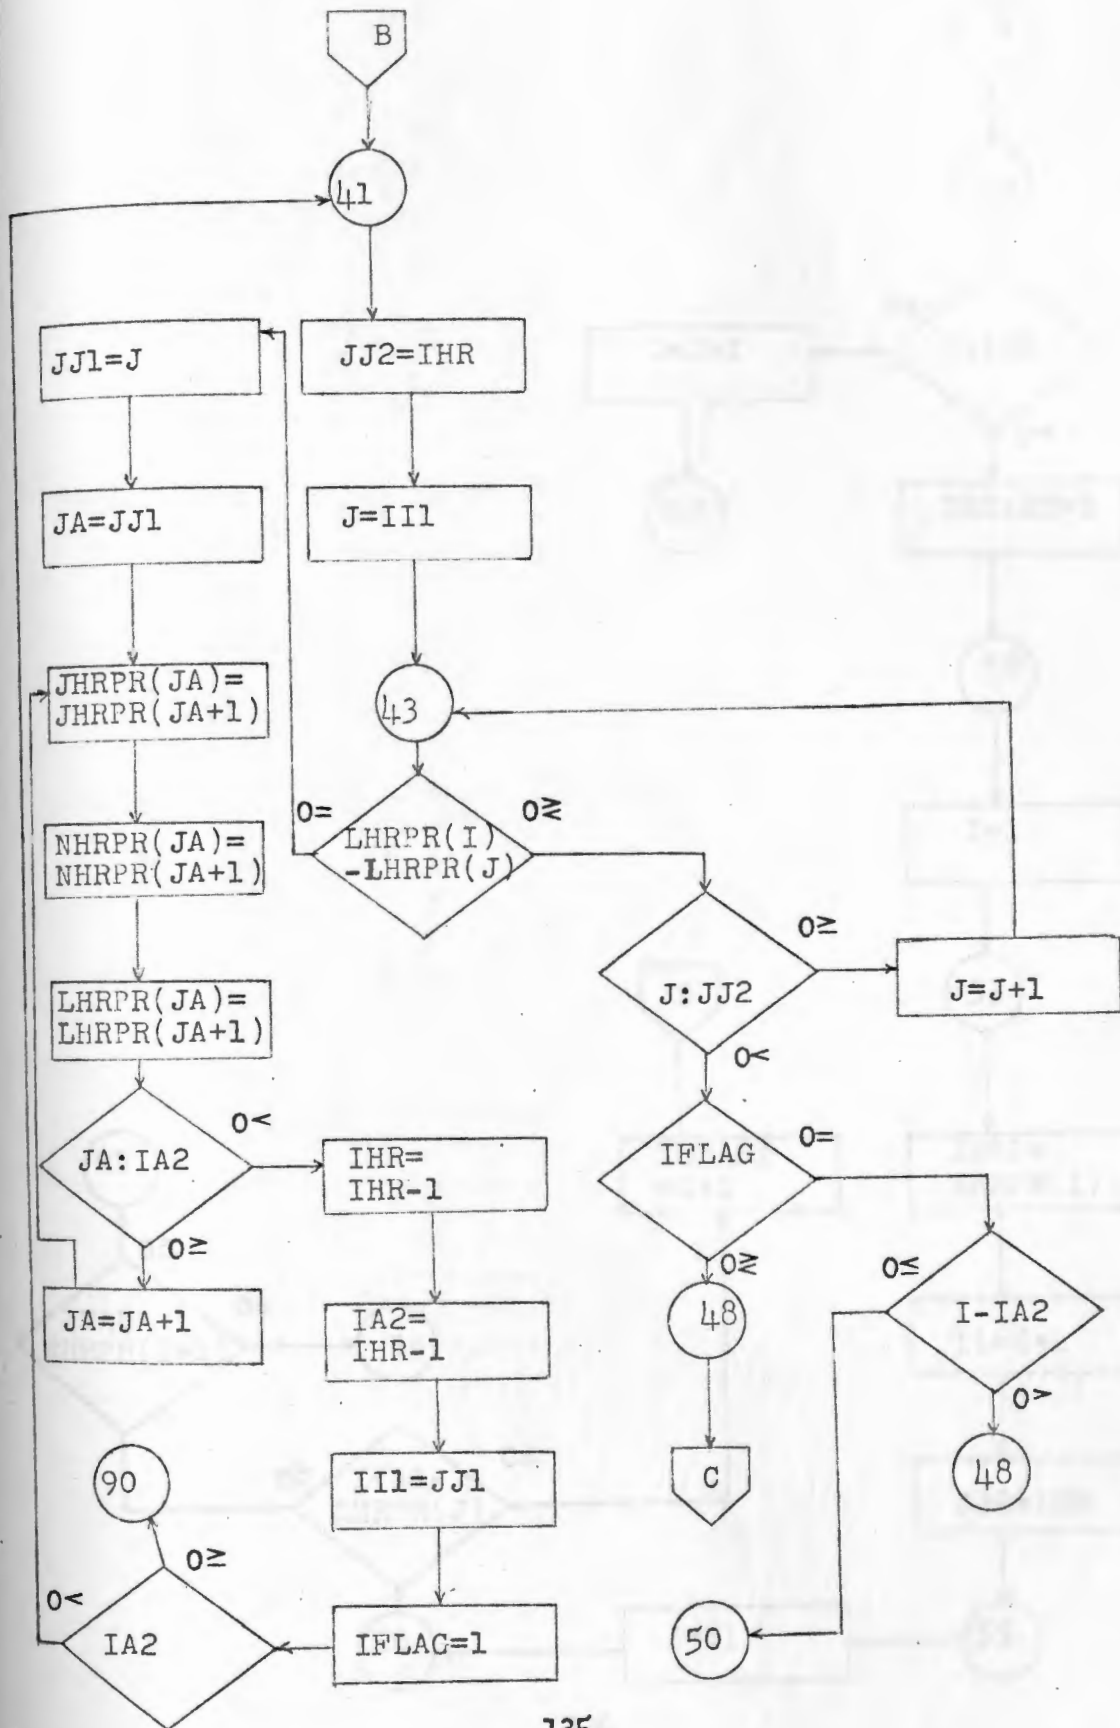 B
41
JJ1=J
JJ2=IHR
JA=JJ1
J=II1
JHRPR(JA)=
JHRPR(JA+1)
43
NHRPR(JA)=
NHRPR(JA+1)
0=
0≷
LHRPR(I)
-LHRPR(J)
0≥
J:JJ2
J=J+1
LHRPR(JA)=
LHRPR(JA+1)
0<
0<
JA:IA2
IHR=
IHR-1
IFLAG
0=
0≥
0≷
JA=JA+1
48
0≤
I-IA2
IA2=
IHR-1
0>
90
II1=JJ1
C
48
0≥
0<
IA2
IFLAG=1
50
135